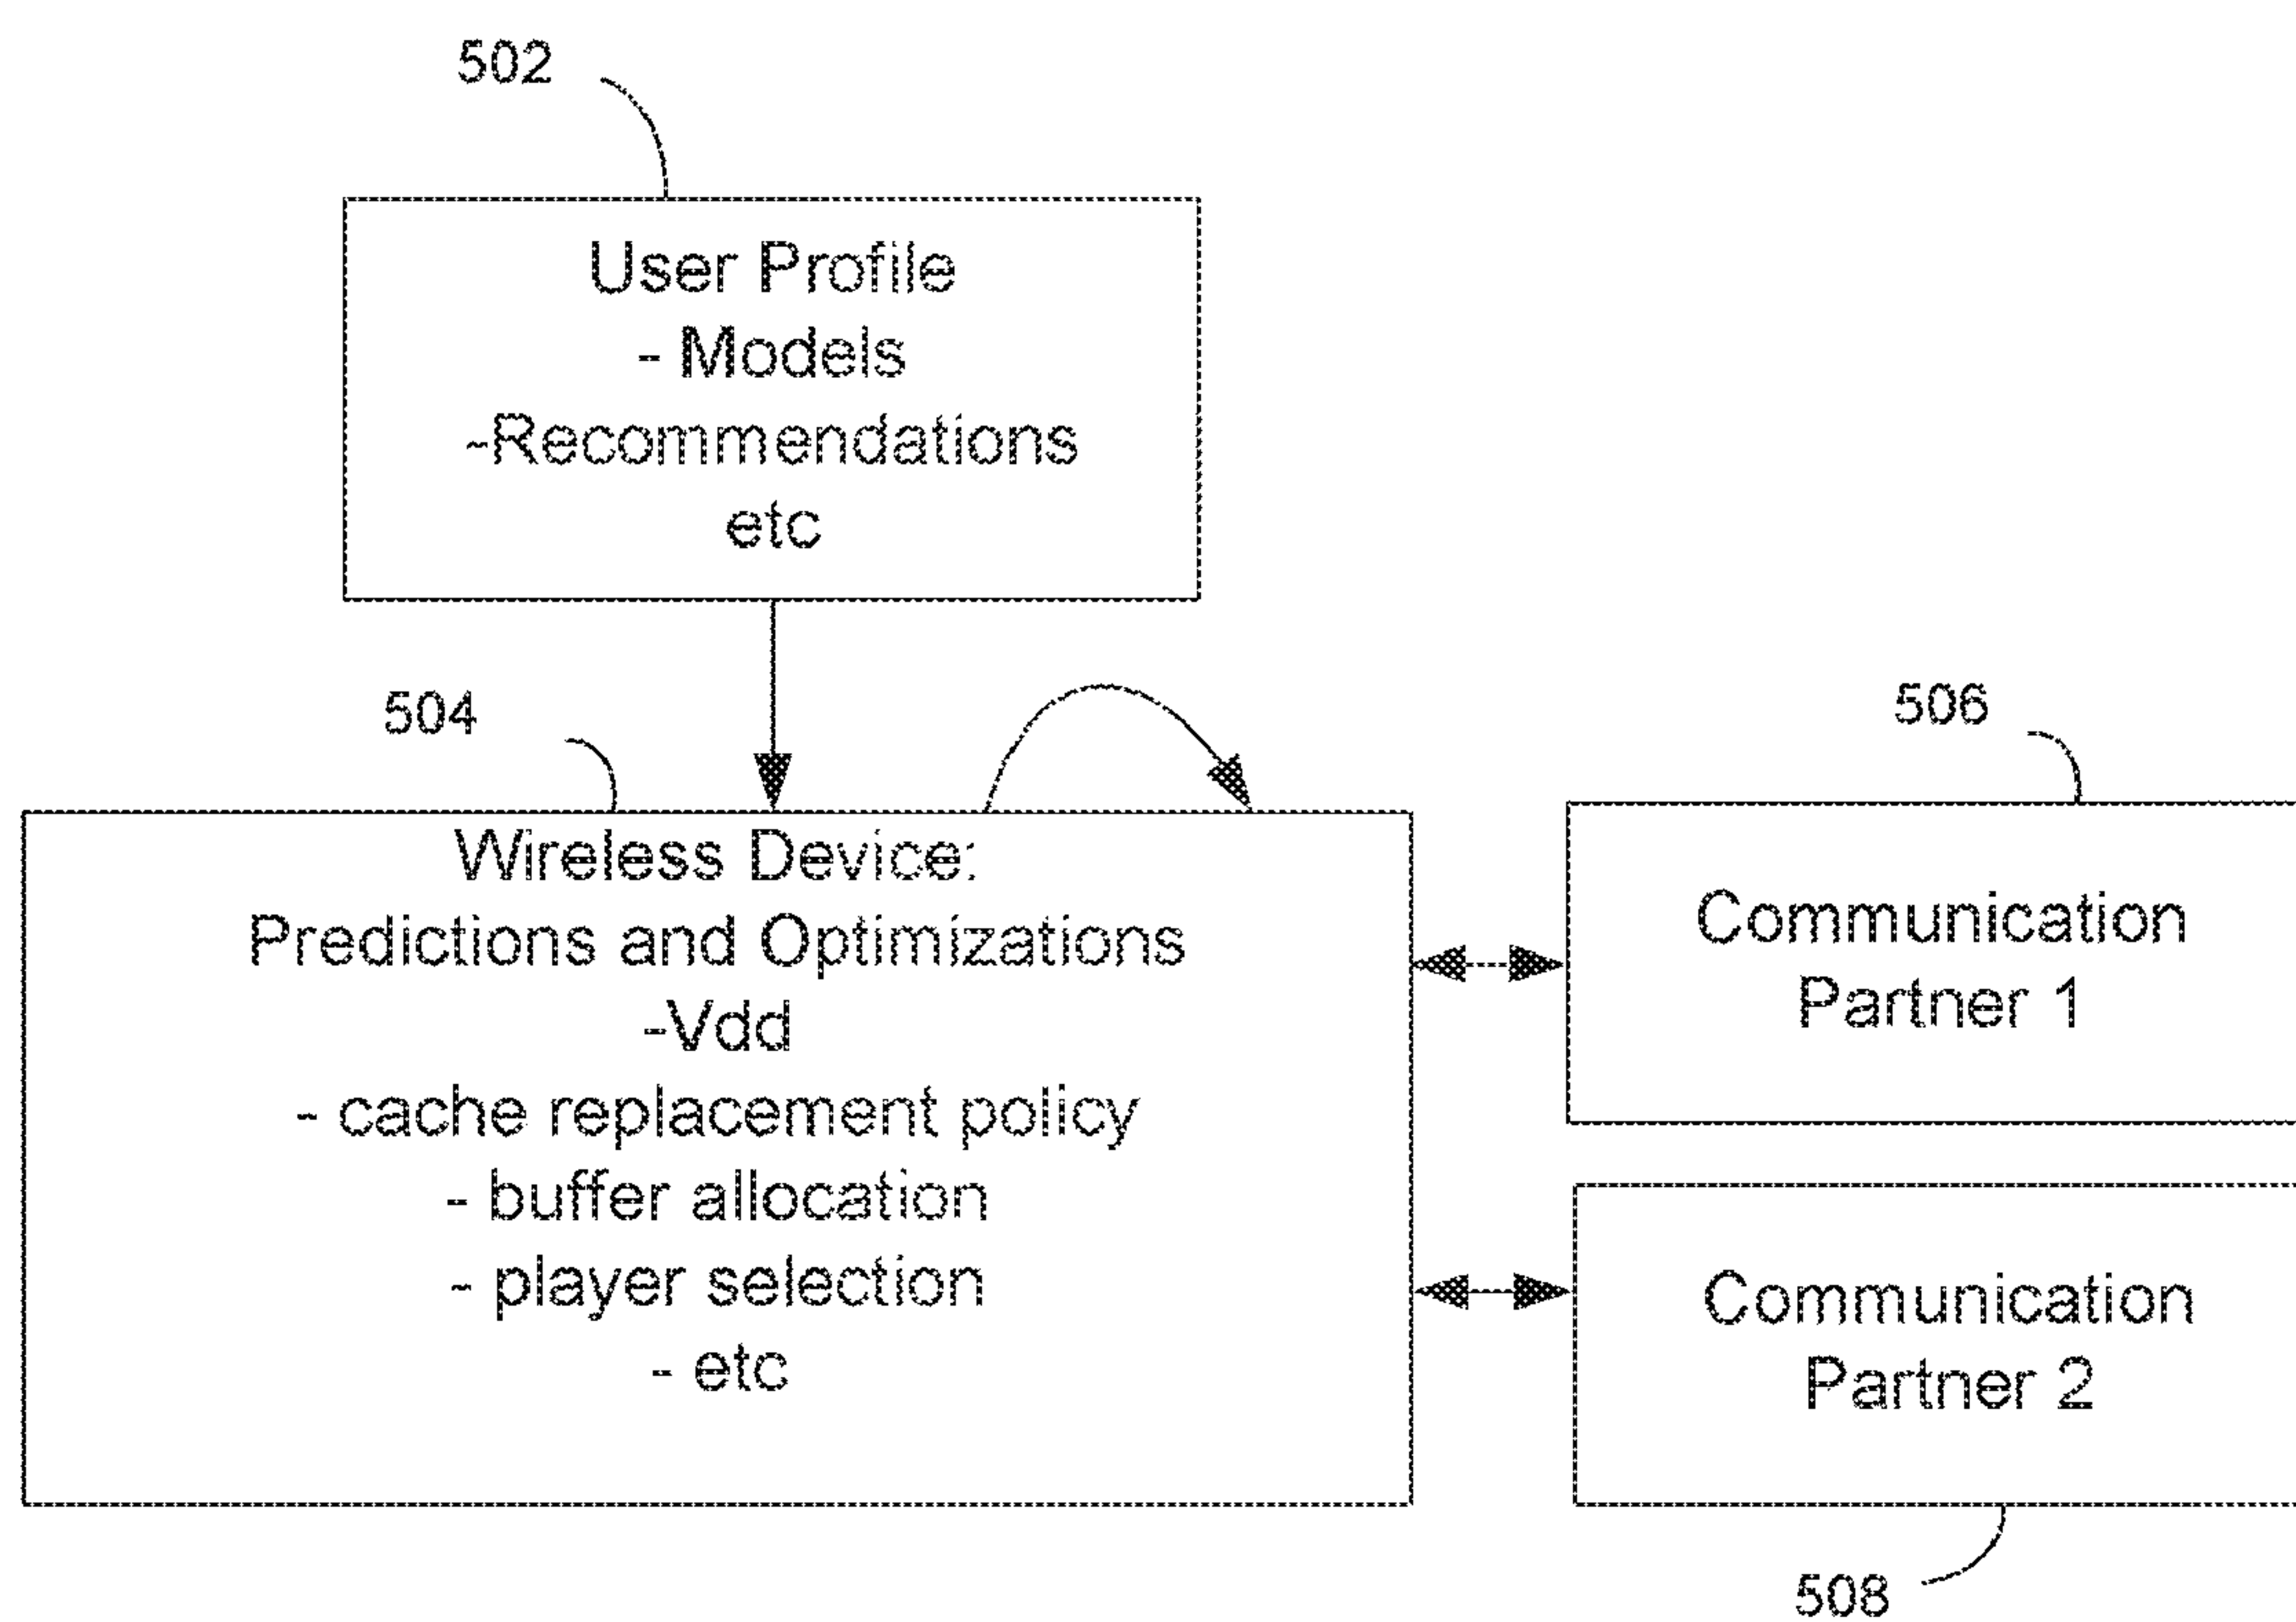 502
User Profile
- Models
-Recommendations
etc
504
Wireless Device:
Predictions and Optimizations
-Vdd
- cache replacement policy
- buffer allocation
- player selection
- etc
506
Communication
Partner 1
Communication
Partner 2
508